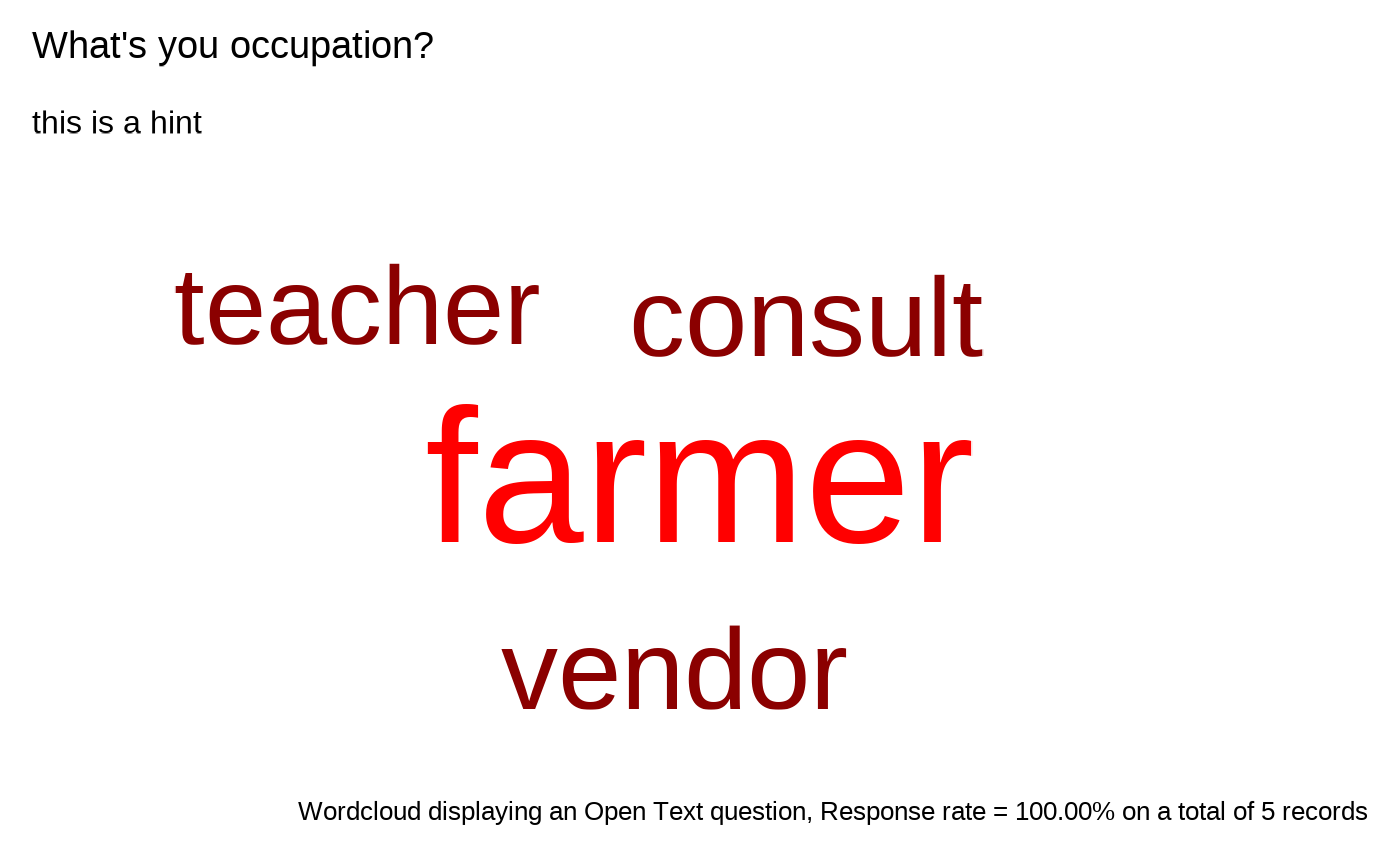 What's you occupation?
this is a hint
teacher consult
farmer
vendor
Wordcloud displaying an Open Text question, Response rate = 100.00% on a total of 5 records